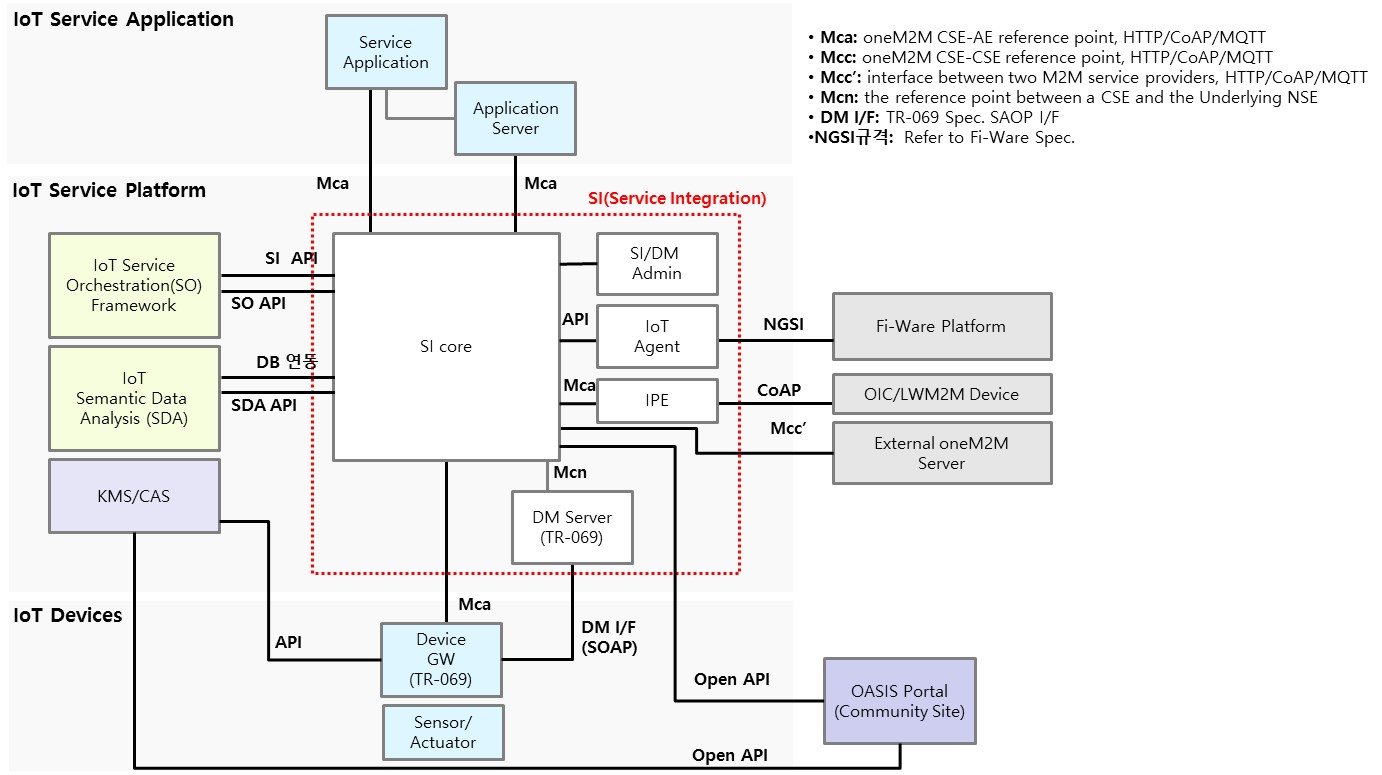 IoT Service Application
Service
Application
Application
Server
• Mca: oneM2M CSE-AE reference point, HTTP/CoAP/MQTT
• Mcc: oneM2M CSE-CSE reference point, HTTP/CoAP/MQTT
• Mcc’: interface between two M2M service providers, HTTP/CoAP/MQTT
• Mcn: the reference point between a CSE and the Underlying NSE
• DM I/F: TR-069 Spec. SAOP I/F
•NGSI규격: Refer to Fi-Ware Spec.
Mca
Mca
IoT Service Platform
SI(Service Integration)
IoT Service
Orchestration(SO)
Framework
SI API
SO API
IoT
Semantic Data
Analysis (SDA)
DB 연동
SDA API
KMS/CAS
SI core
SI/DM
Admin
API
IoT
Agent
NGSI
Fi-Ware Platform
Mca
IPE
CoAP
OIC/LWM2M Device
Mcc’
External oneM2M
Server
Mcn
DM Server
(TR-069)
IoT Devices
Mca
API
Device
GW
(TR-069)
DM I/F
(SOAP)
Sensor/
Actuator
Open API
OASIS Portal
(Community Site)
Open API